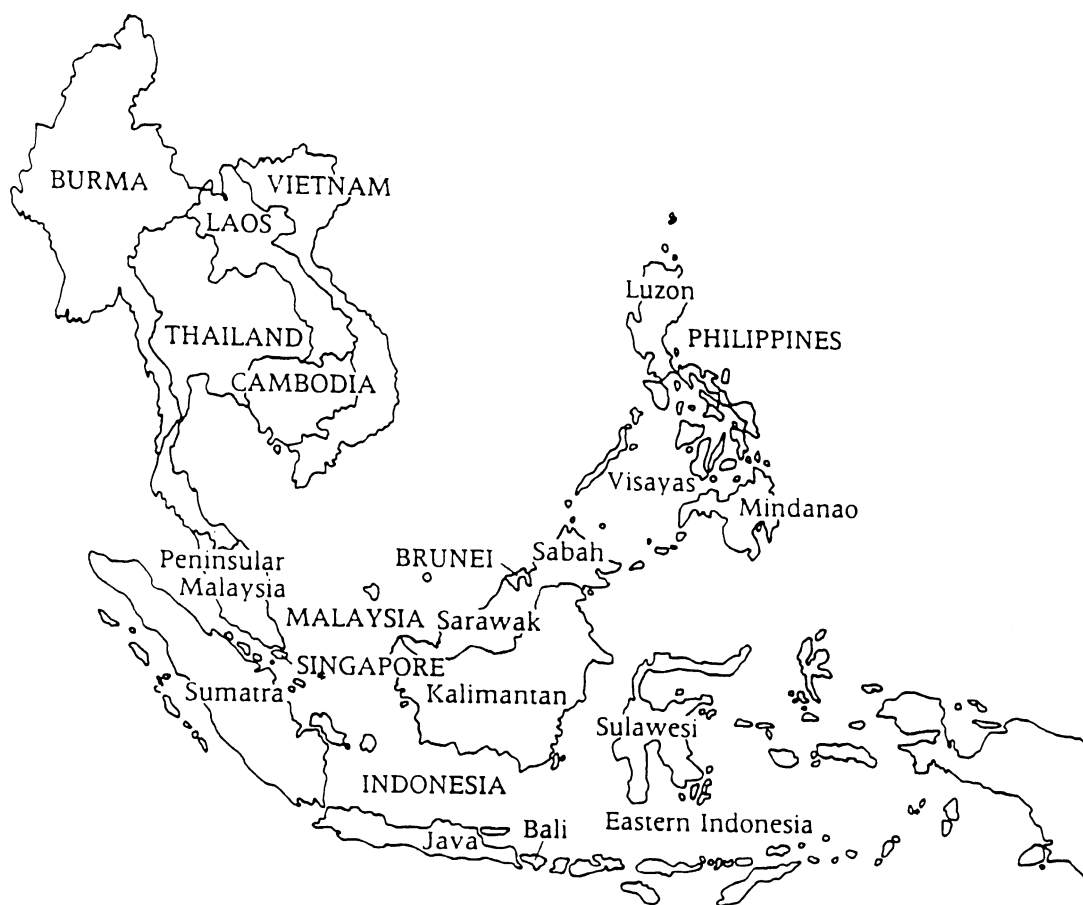 BURMA
VIETNAM
LAOS
Luzon
THAILAND
PHILIPPINES
CAMBODIA
Visayas
Mindanao
Peninsular
Malaysia
BRUNEI
Sabah
MALAYSIA
Sarawak
SINGAPORE
Sumatra
Kalimantan
Sulawesi
INDONESIA
Eastern Indonesia
Java
Bali